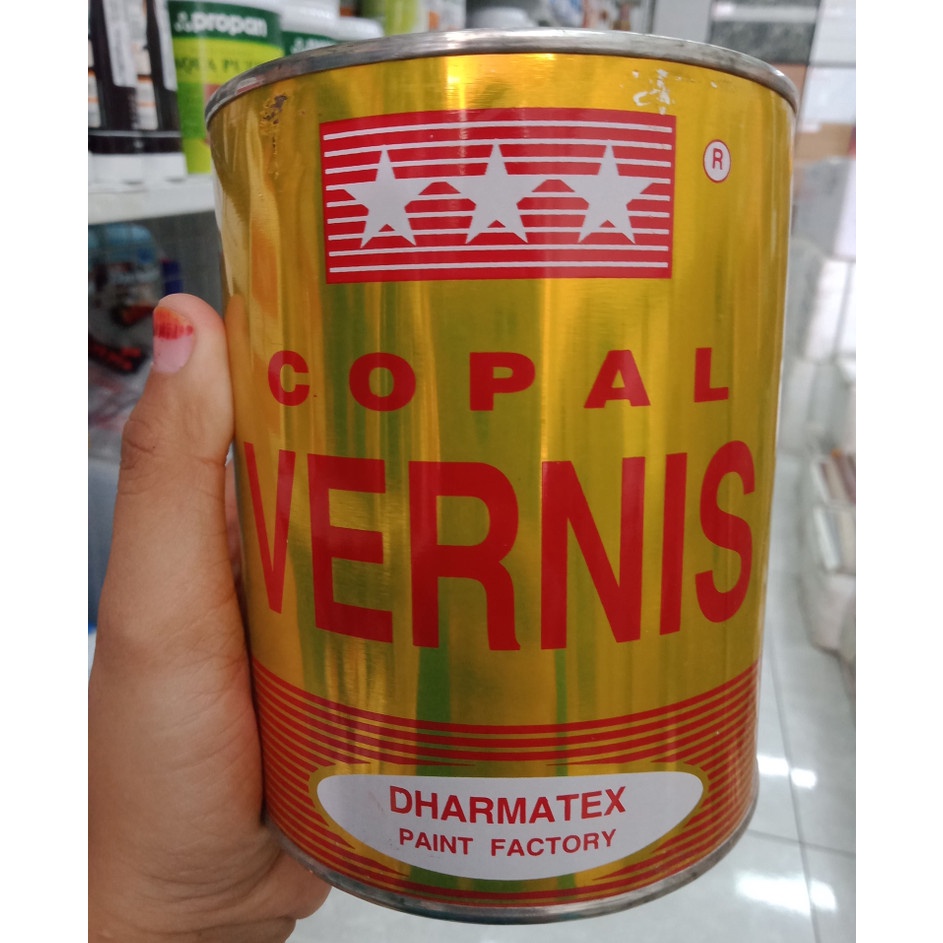 propan
®
COPAL
VERNIS
DHARMATEX
PAINT FACTORY